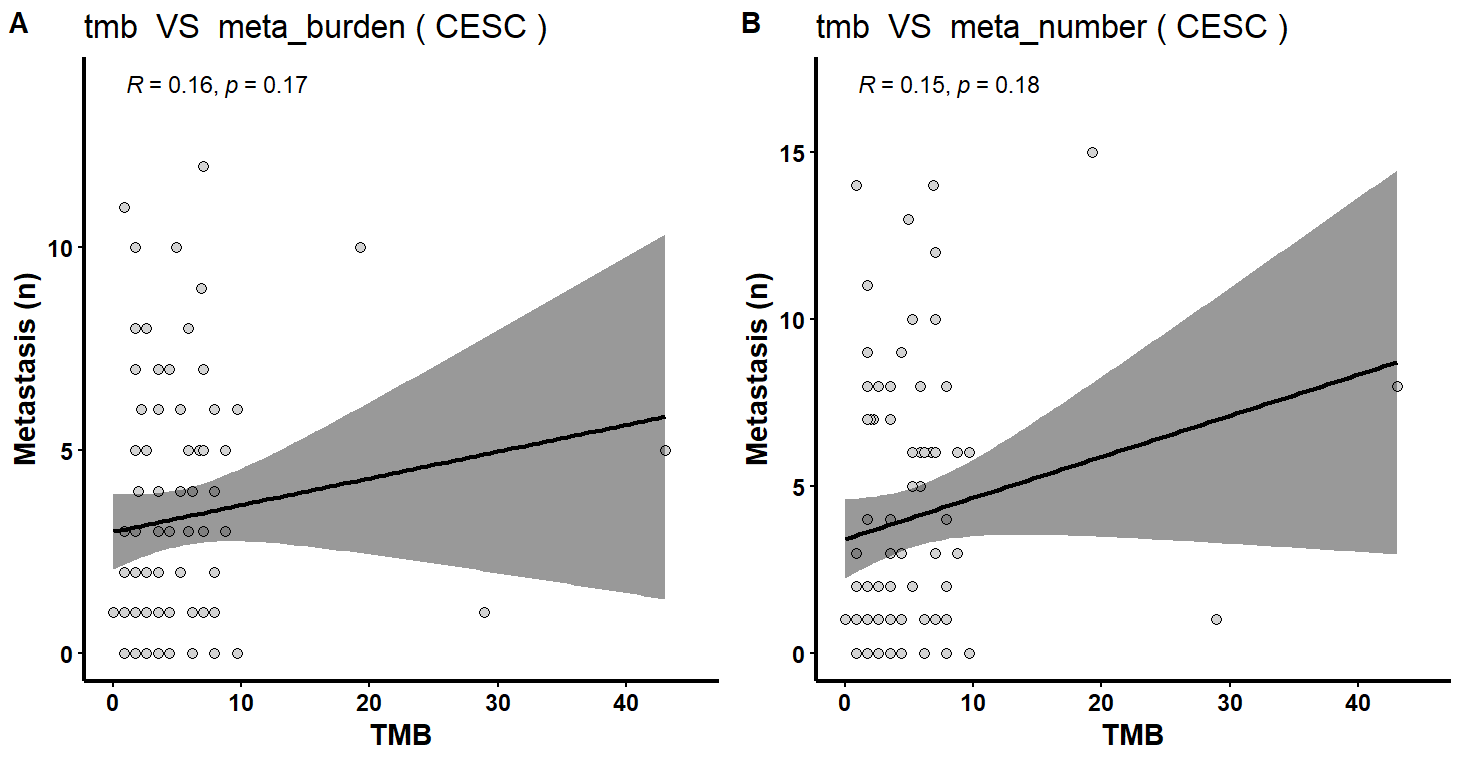 A
tmb VS meta_burden ( CESC )
R = 0.16, p = 0.17
Metastasis (n)
10
5
0
0
10
20
30
40
TMB
B
tmb VS meta_number ( CESC )
R = 0.15, p = 0.18
Metastasis (n)
15
10
5
0
0
10
20
30
40
TMB